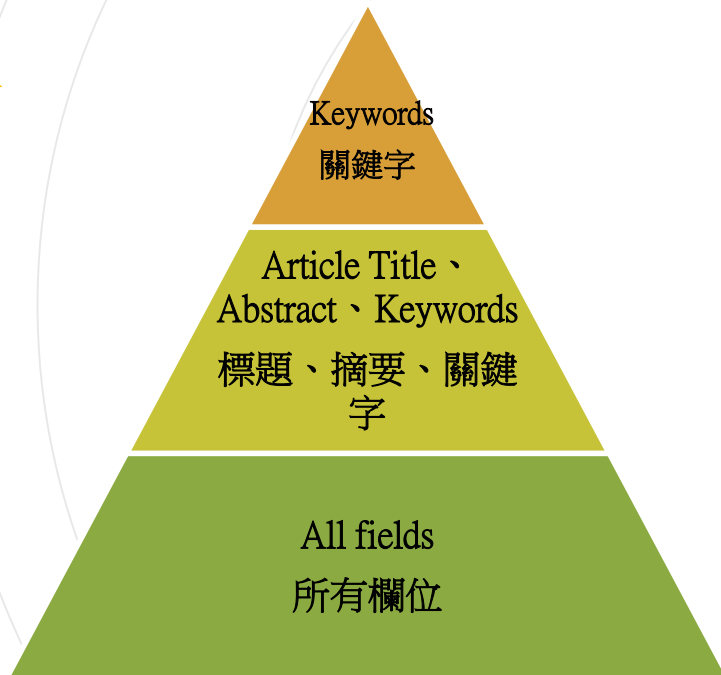 Keywords
關鍵字
Article Title、
Abstract、Keywords
標題、摘要、關鍵
字
All fields
所有欄位